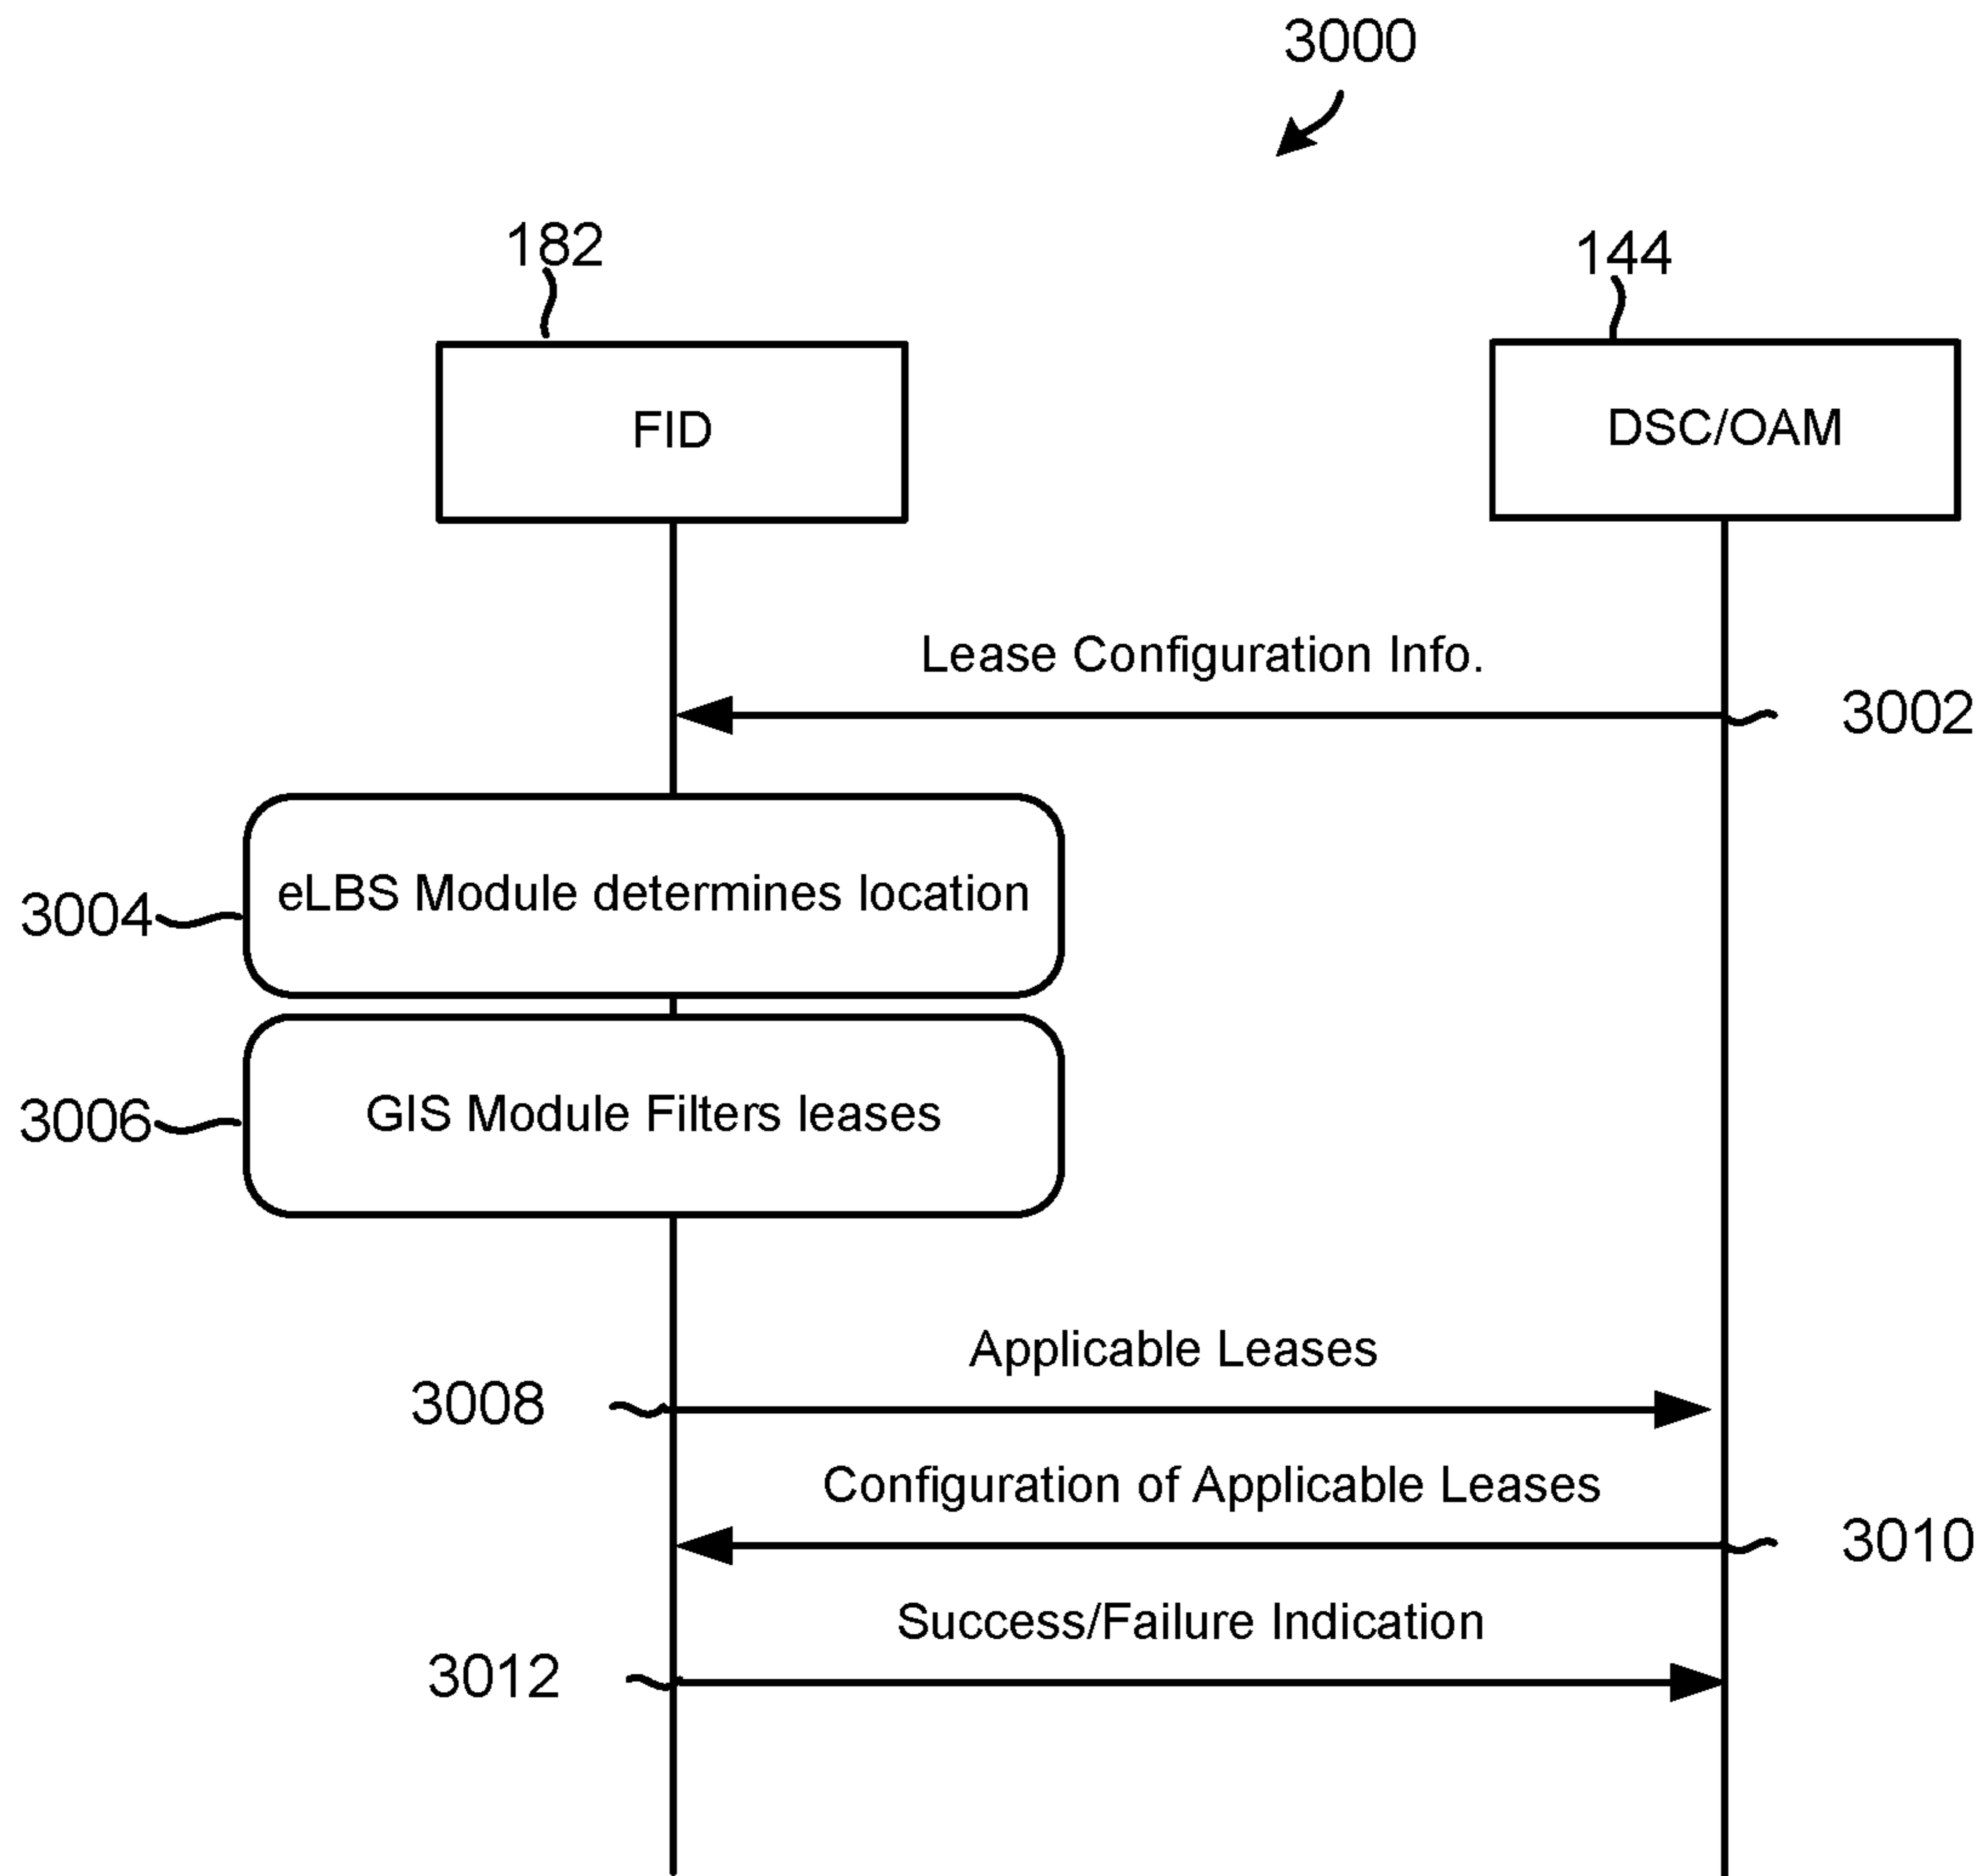 3000
182
144
FID
DSC/OAM
Lease Configuration Info.
3002
eLBS Module determines location
3004
GIS Module Filters leases
3006
Applicable Leases
3008
Configuration of Applicable Leases
3010
Success/Failure Indication
3012